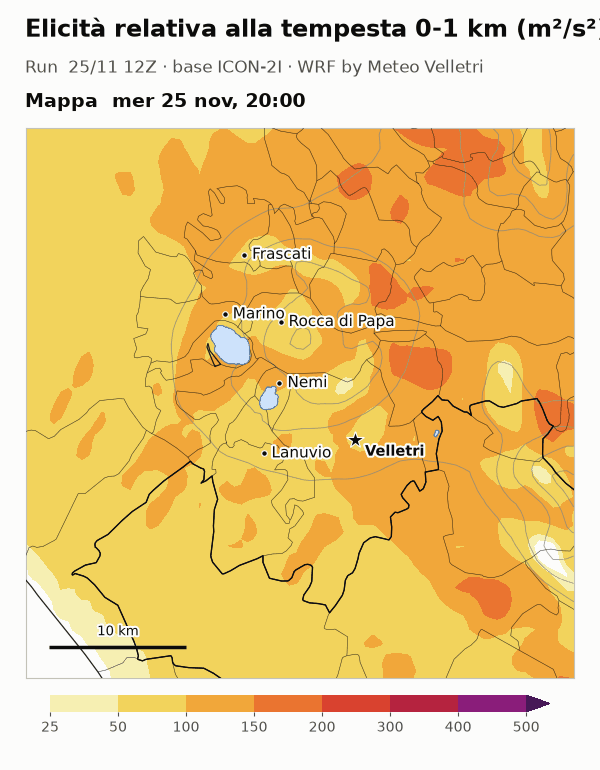 Elicità relativa alla tempesta 0-1 km (m²/s²)
Run  25/11 12Z · base ICON-2I · WRF by Meteo Velletri
Mappa  mer 25 nov, 20:00
Frascati
Marino
Rocca di Papa
Nemi
Velletri
Lanuvio
10 km
25 50 100 150 200 300 400 500